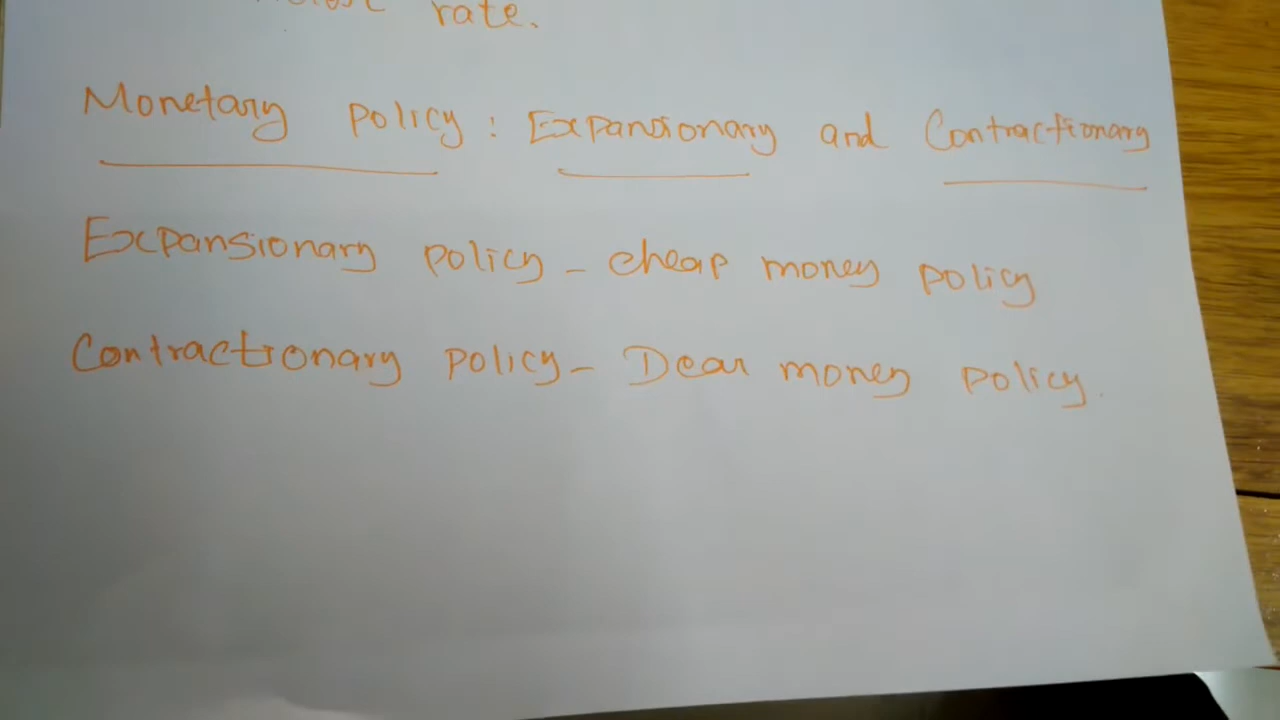 rate.
Monetary policy : Expansionary and Contractionary
Expansionary policy - cheap money policy
Contractionary policy - Dear money policy.